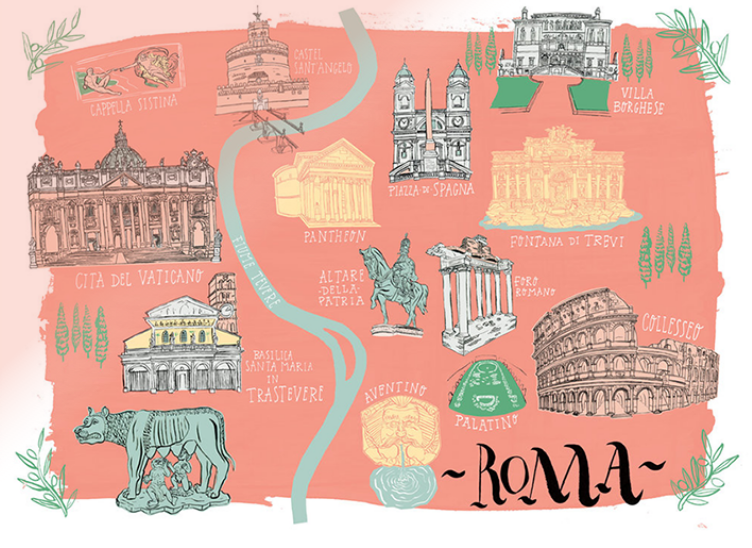 CAPPELLA SISTINA
CASTEL
SANT'ANGELO
VILLA
BORGHESE
PIAZZA DI SPAGNA
PANTHEON
FONTANA DI TREVI
CITÀ DEL VATICANO
FIUME TEVERE
ALTARE
-DELLA-
PATRIA
FORO
ROMANO
COLLESSEO
BASILICA
SANTA MARIA
IN
TRASTEVERE
AVENTINO
PALATINO
~ROMA~